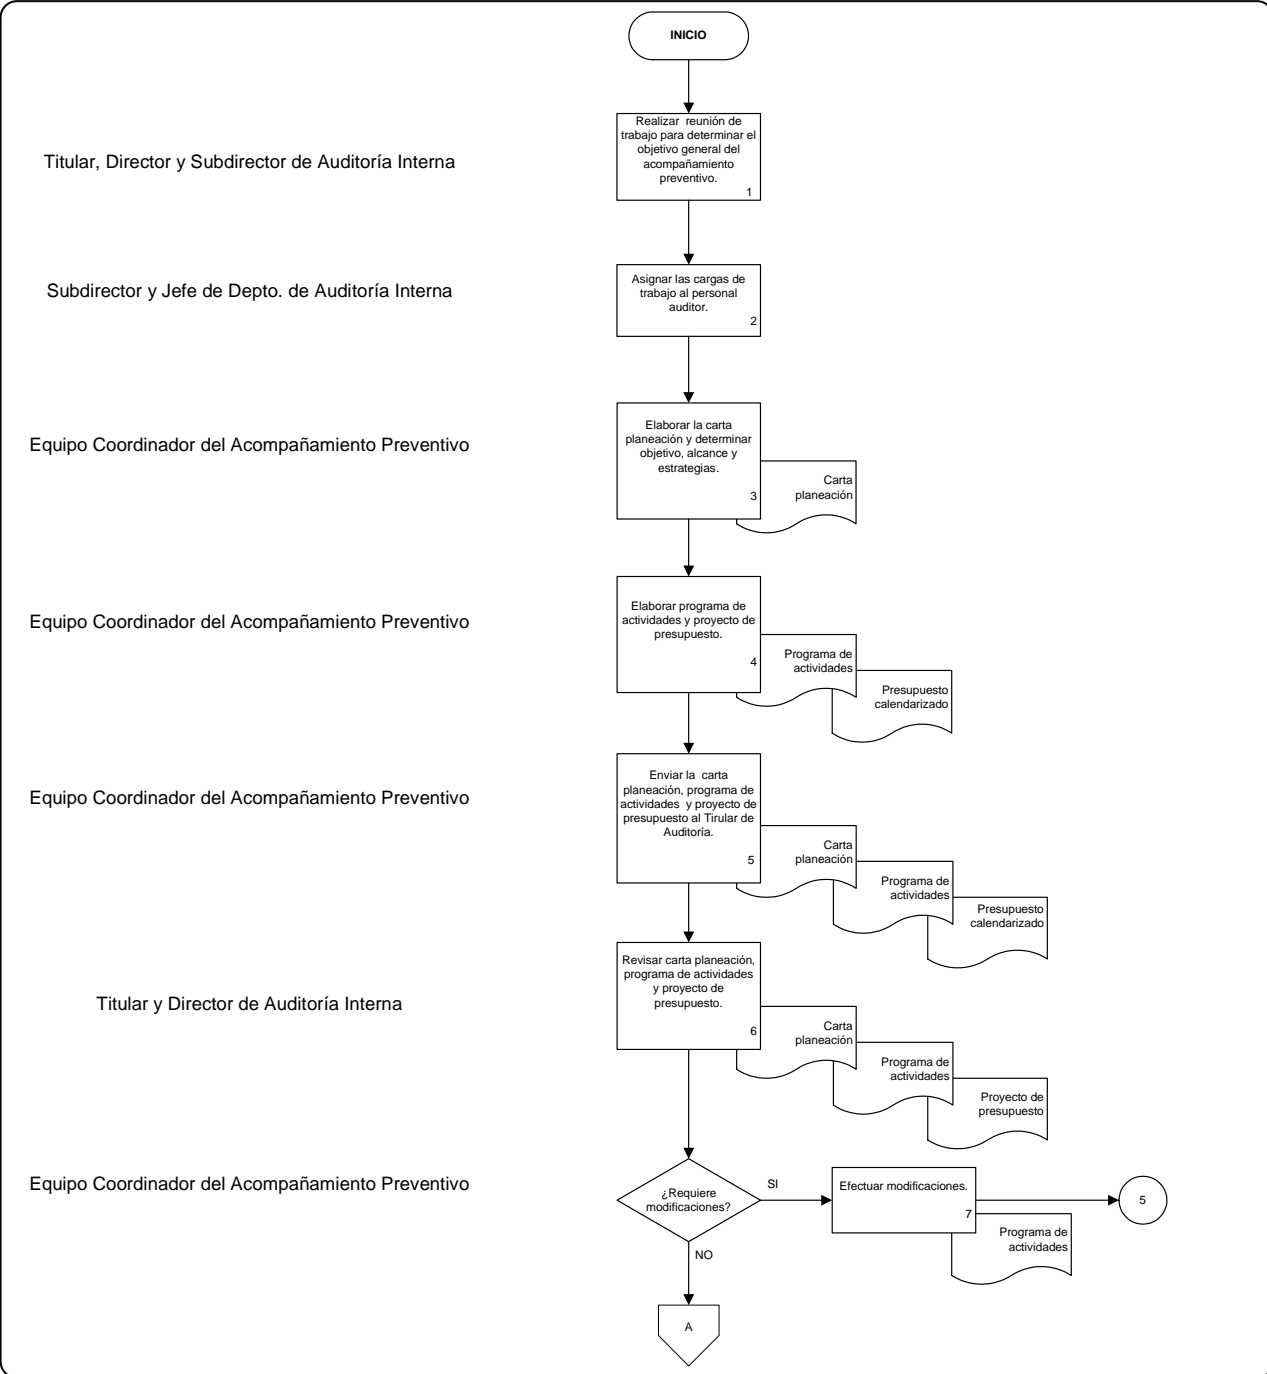 INICIO
Titular, Director y Subdirector de Auditoría Interna
Realizar reunión de
trabajo para determinar el
objetivo general del
acompañamiento
preventivo.
1
Subdirector y Jefe de Depto. de Auditoría Interna
Asignar las cargas de
trabajo al personal
auditor.
2
Equipo Coordinador del Acompañamiento Preventivo
Elaborar la carta
planeación y determinar
objetivo, alcance y
estrategias.
3
Carta
planeación
Equipo Coordinador del Acompañamiento Preventivo
Elaborar programa de
actividades y proyecto de
presupuesto.
4
Programa de
actividades
Presupuesto
calendarizado
Equipo Coordinador del Acompañamiento Preventivo
Enviar la carta
planeación, programa de
actividades y proyecto de
presupuesto al Tirular de
Auditoría.
5
Carta
planeación
Programa de
actividades
Presupuesto
calendarizado
Titular y Director de Auditoría Interna
Revisar carta planeación,
programa de actividades
y proyecto de
presupuesto.
6
Carta
planeación
Programa de
actividades
Proyecto de
presupuesto
Equipo Coordinador del Acompañamiento Preventivo
¿Requiere
modificaciones?
SI
Efectuar modificaciones.
7
Programa de
actividades
5
NO
A